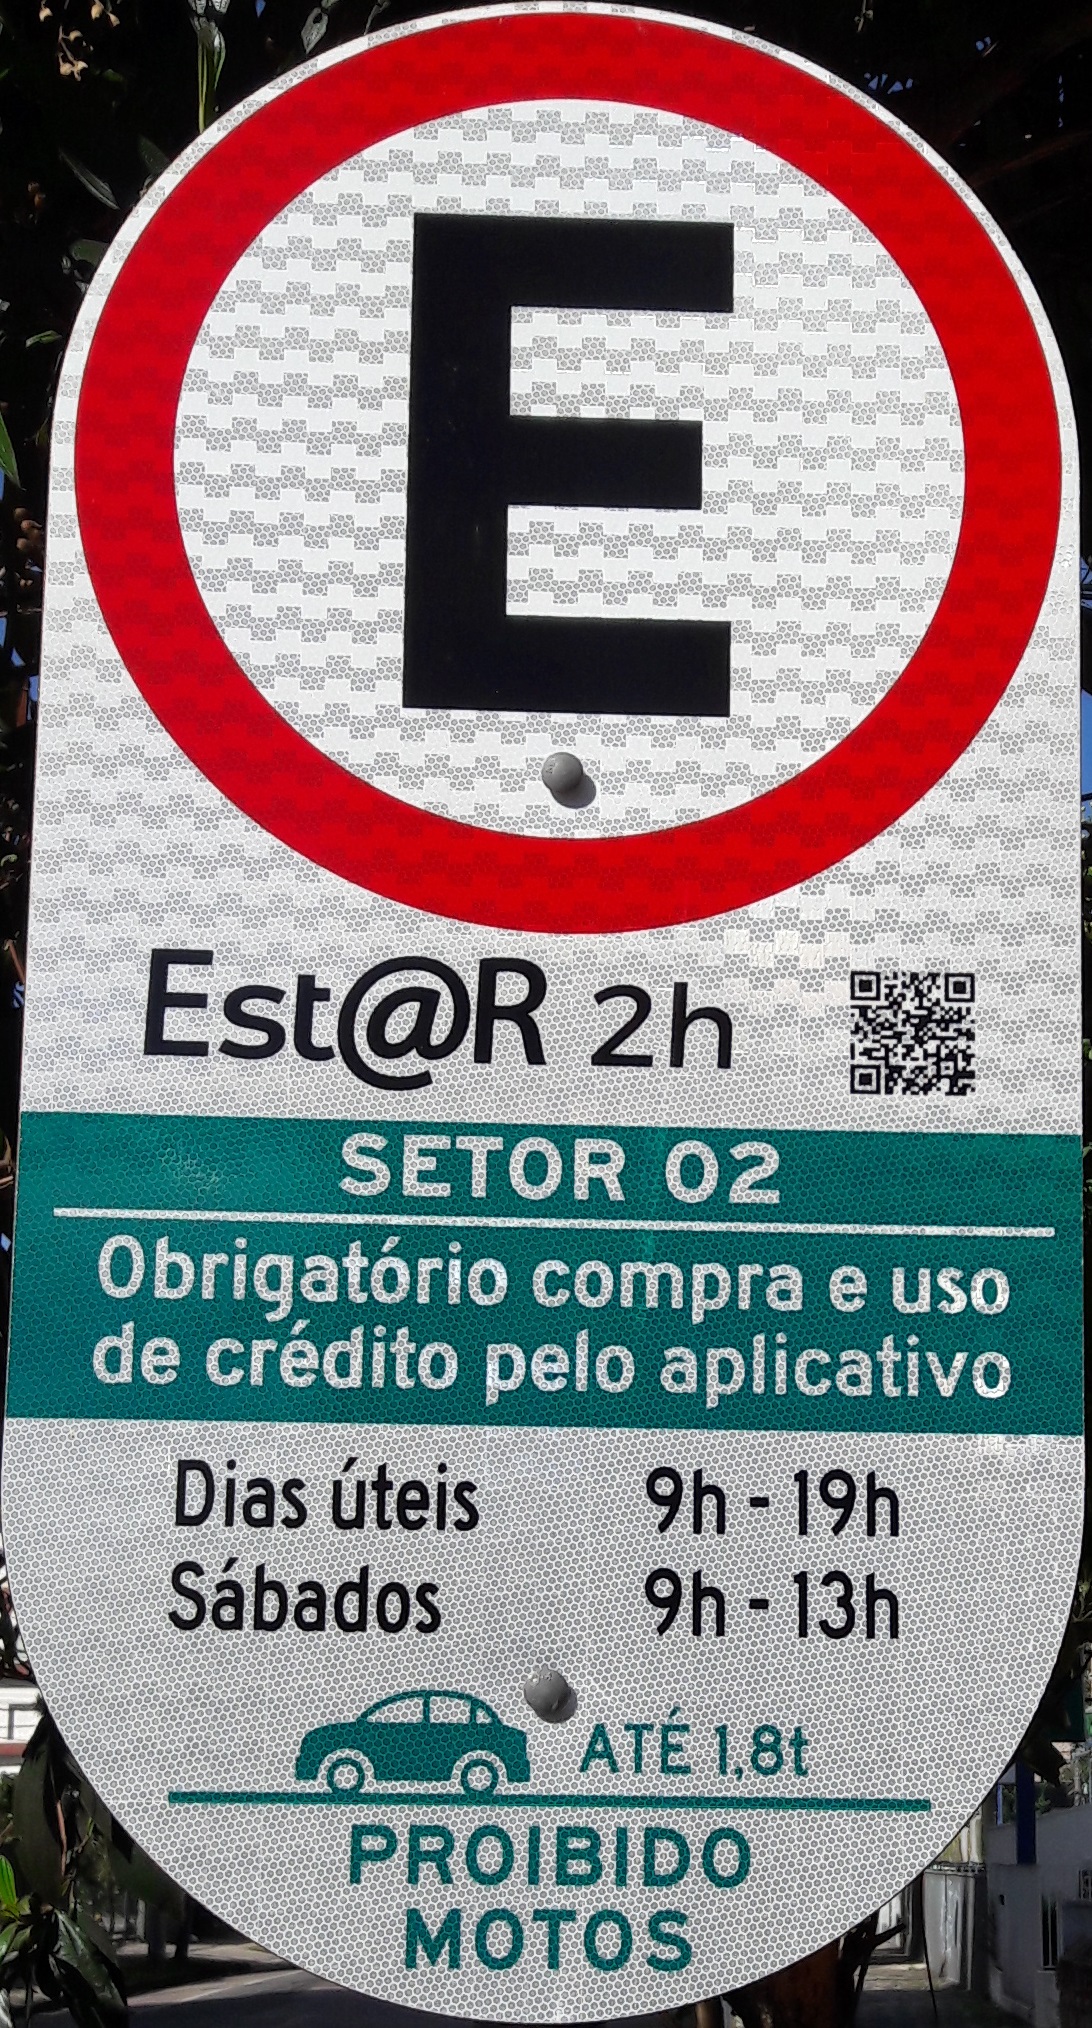 E
Est@R 2h
SETOR 02
Obrigatório compra e uso
de crédito pelo aplicativo
Dias úteis 9h - 19h
Sábados 9h - 13h
ATÉ 1,8t
PROIBIDO
MOTOS